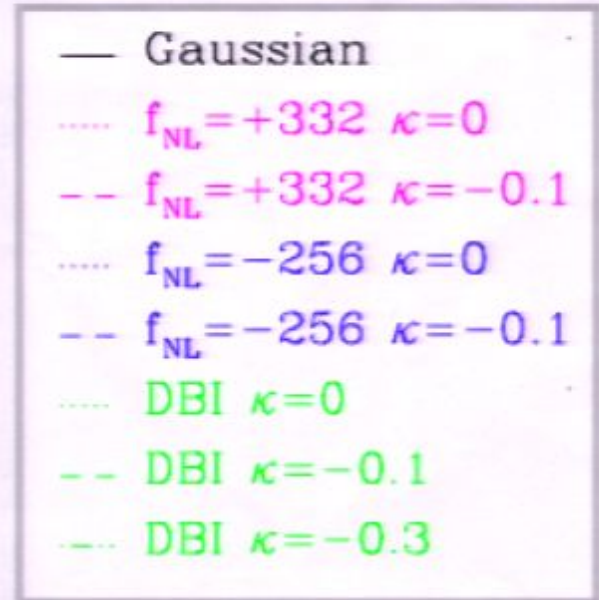 Gaussian
f_NL=+332 κ=0
f_NL=+332 κ=−0.1
f_NL=−256 κ=0
f_NL=−256 κ=−0.1
DBI κ=0
DBI κ=−0.1
DBI κ=−0.3